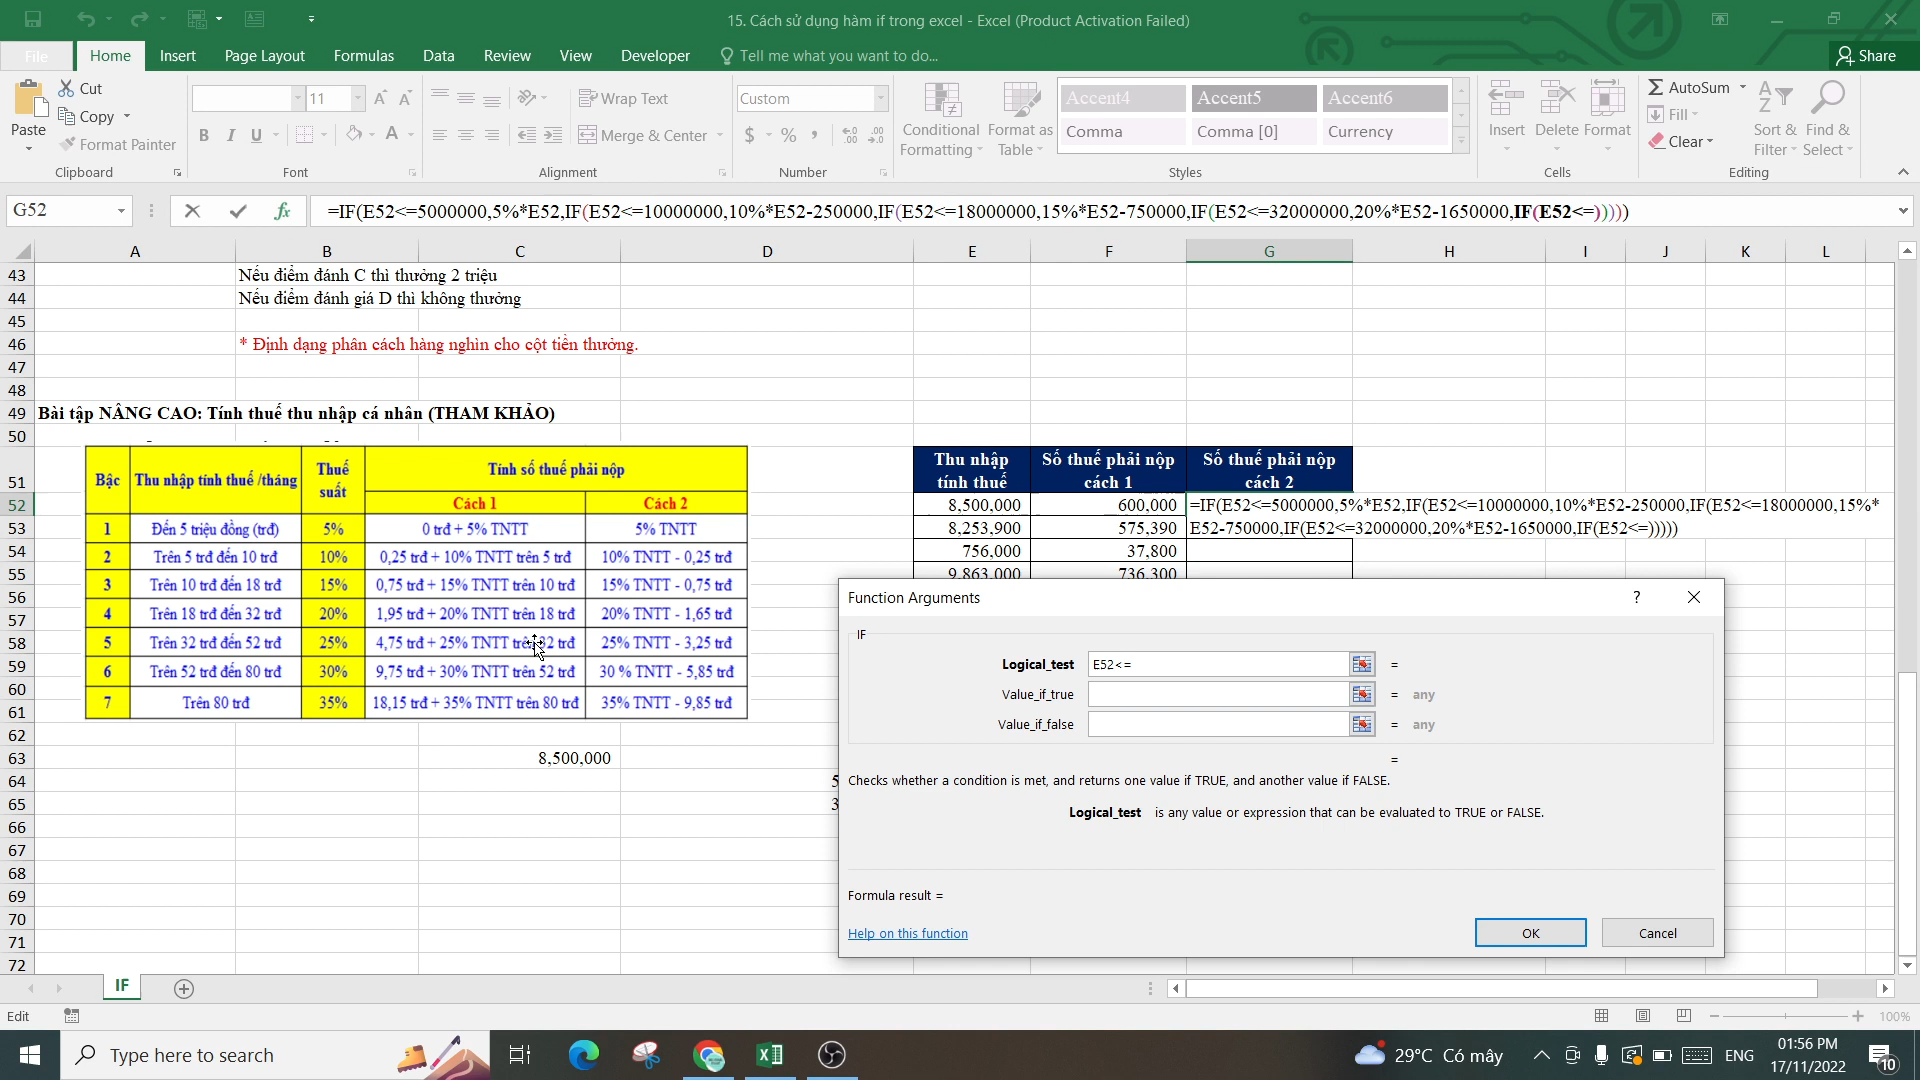 15. Cách sử dụng hàm if trong excel - Excel (Product Activation Failed)
File Home Insert Page Layout Formulas Data Review View Developer Tell me what you want to do... Share
Paste Cut Copy Format Painter
11
Wrap Text
Merge & Center
Custom
$ % ,
Conditional Formatting
Format as Table
Accent4 Accent5 Accent6
Comma Comma [0] Currency
Insert Delete Format
AutoSum
Fill
Clear
Sort & Filter
Find & Select
Clipboard Font Alignment Number Styles Cells Editing
G52
=IF(E52<=5000000,5%*E52,IF(E52<=10000000,10%*E52-250000,IF(E52<=18000000,15%*E52-750000,IF(E52<=32000000,20%*E52-1650000,IF(E52<=)))))
A B C D E F G H I J K L
43 Nếu điểm đánh C thì thưởng 2 triệu
44 Nếu điểm đánh giá D thì không thưởng
45
46 * Định dạng phân cách hàng nghìn cho cột tiền thưởng.
47
48
49 Bài tập NÂNG CAO: Tính thuế thu nhập cá nhân (THAM KHẢO)
50
51 Thu nhập tính thuế Số thuế phải nộp cách 1 Số thuế phải nộp cách 2
52 8,500,000 600,000 =IF(E52<=5000000,5%*E52,IF(E52<=10000000,10%*E52-250000,IF(E52<=18000000,15%*
53 8,253,900 575,390 E52-750000,IF(E52<=32000000,20%*E52-1650000,IF(E52<=)))))
54 756,000 37,800
55 9,863,000 736,300
56
57
58
59
60
61
62
63 8,500,000
64 5
65 3
66
67
68
69
70
71
72
Bậc Thu nhập tính thuế /tháng Thuế suất Tính số thuế phải nộp
Cách 1 Cách 2
1 Đến 5 triệu đồng (trđ) 5% 0 trđ + 5% TNTT 5% TNTT
2 Trên 5 trđ đến 10 trđ 10% 0,25 trđ + 10% TNTT trên 5 trđ 10% TNTT - 0,25 trđ
3 Trên 10 trđ đến 18 trđ 15% 0,75 trđ + 15% TNTT trên 10 trđ 15% TNTT - 0,75 trđ
4 Trên 18 trđ đến 32 trđ 20% 1,95 trđ + 20% TNTT trên 18 trđ 20% TNTT - 1,65 trđ
5 Trên 32 trđ đến 52 trđ 25% 4,75 trđ + 25% TNTT trên 32 trđ 25% TNTT - 3,25 trđ
6 Trên 52 trđ đến 80 trđ 30% 9,75 trđ + 30% TNTT trên 52 trđ 30 % TNTT - 5,85 trđ
7 Trên 80 trđ 35% 18,15 trđ + 35% TNTT trên 80 trđ 35% TNTT - 9,85 trđ
Function Arguments ?
IF
Logical_test E52<= =
Value_if_true = any
Value_if_false = any
=
Checks whether a condition is met, and returns one value if TRUE, and another value if FALSE.
Logical_test is any value or expression that can be evaluated to TRUE or FALSE.
Formula result =
Help on this function
OK Cancel
IF
Edit 100%
Type here to search
29°C Có mây
ENG
01:56 PM
17/11/2022
10